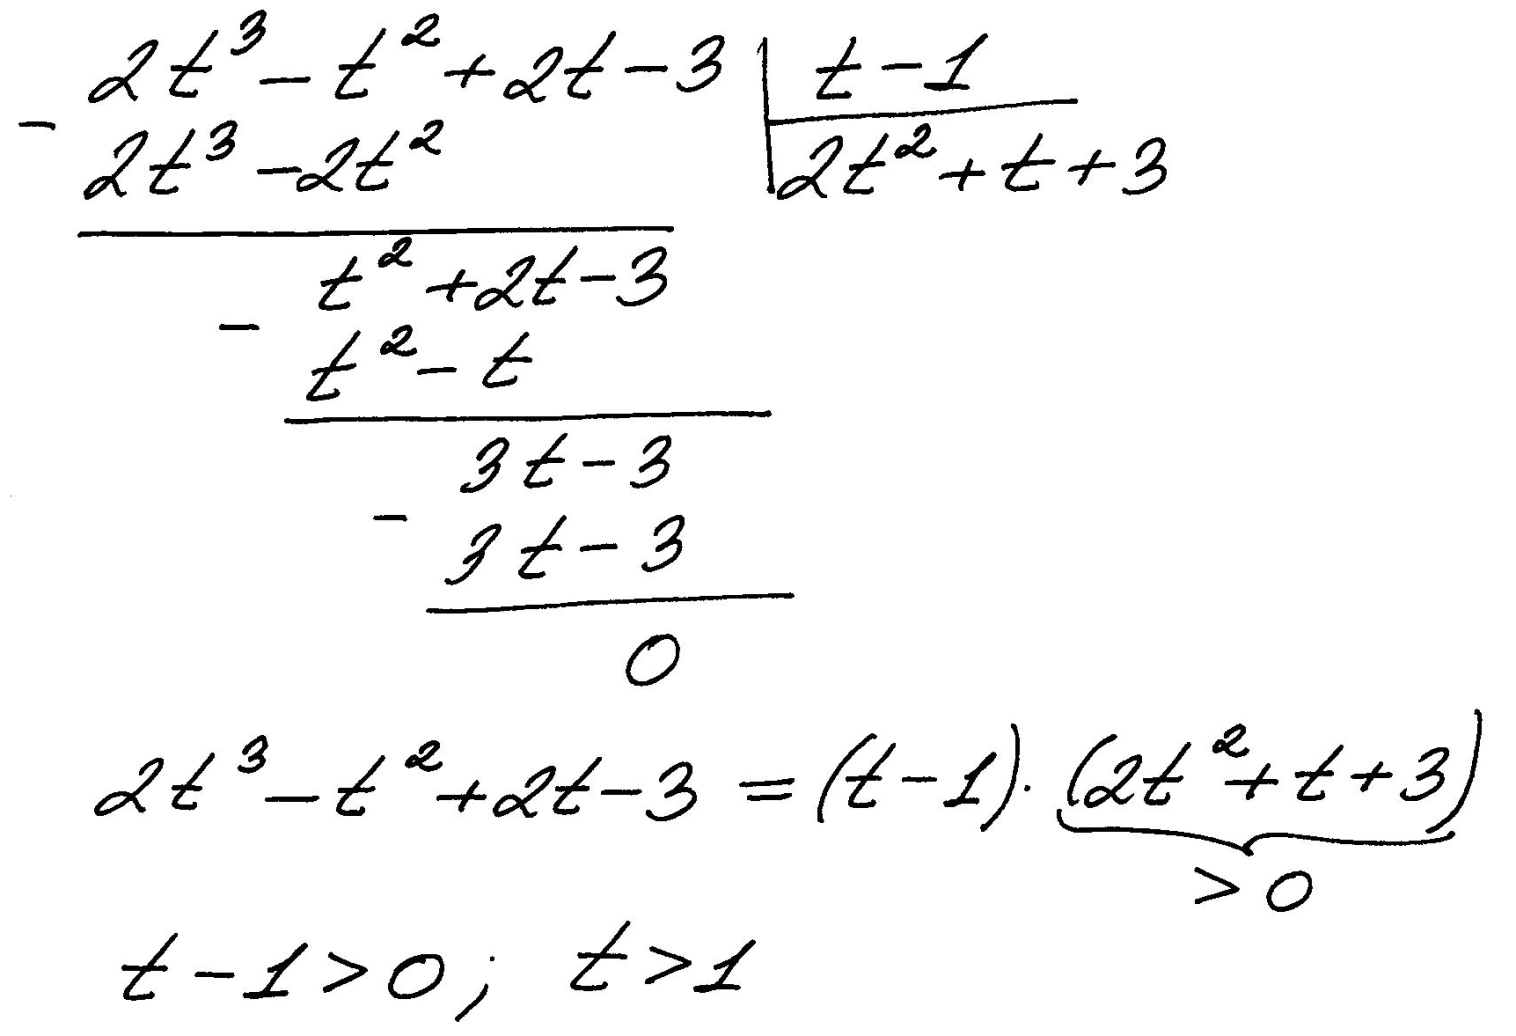 2t³ - t² + 2t - 3 | t - 1
-
2t³ - 2t² | 2t² + t + 3
t² + 2t - 3
-
t² - t
3t - 3
-
3t - 3
0
2t³ - t² + 2t - 3 = (t - 1) · (2t² + t + 3)
> 0
t - 1 > 0 ; t > 1